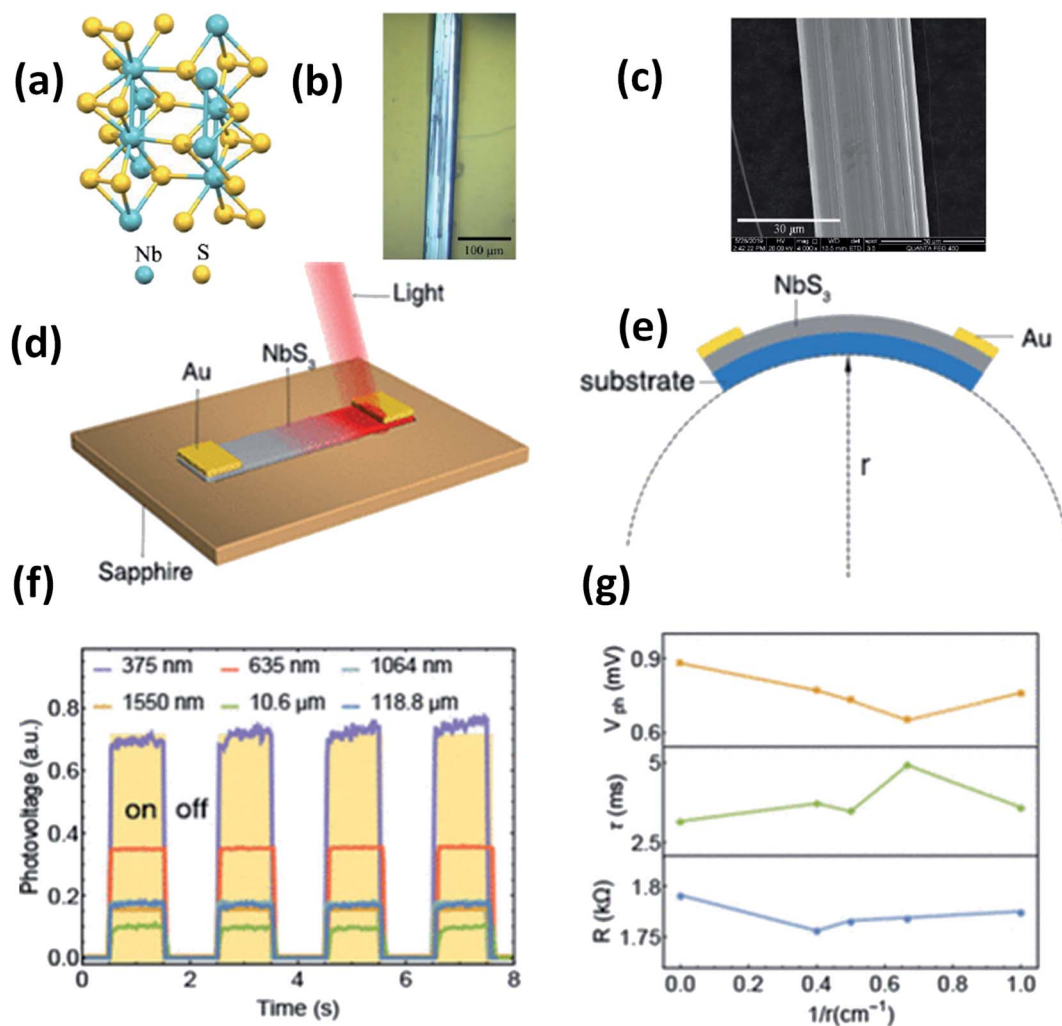 (a)
Nb
S
(b)
100 μm
(c)
30 μm
(d)
Light
NbS3
Au
Sapphire
(e)
NbS3
Au
substrate
r
(f)
375 nm
635 nm
1064 nm
1550 nm
10.6 μm
118.8 μm
on off
Photovoltage (a.u.)
0.8
0.6
0.4
0.2
0.0
0
2
4
6
8
Time (s)
(g)
Vph (mV)
0.9
0.6
τ (ms)
5
2.5
R (kΩ)
1.8
1.75
0.0
0.2
0.4
0.6
0.8
1.0
1/r(cm⁻¹)